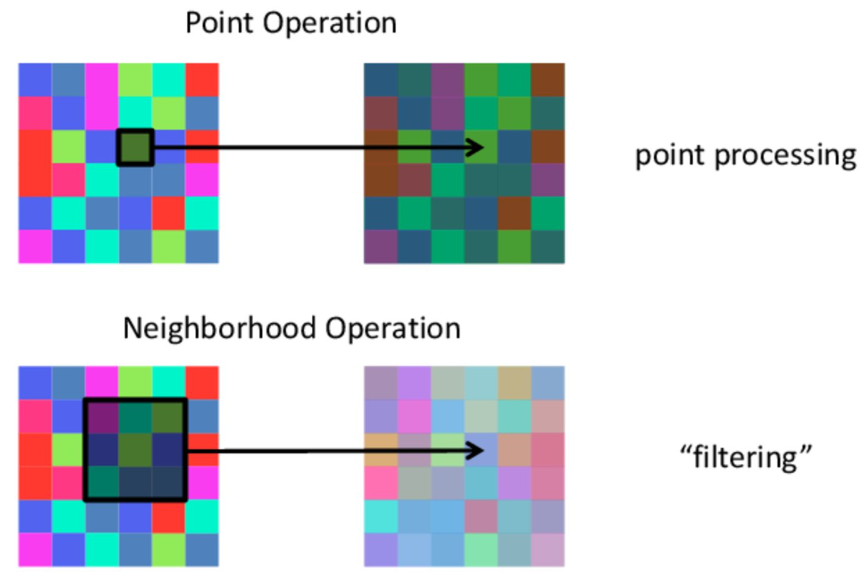 Point Operation
point processing
Neighborhood Operation
“filtering”